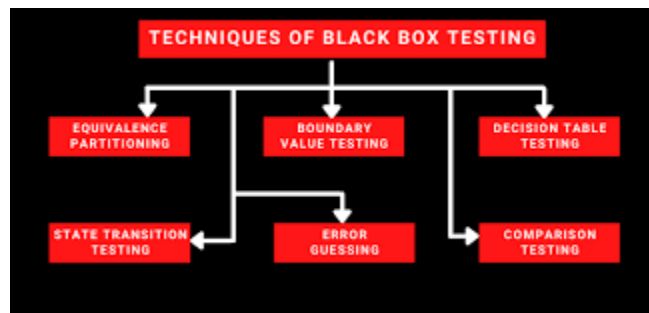 TECHNIQUES OF BLACK BOX TESTING
EQUIVALENCE
PARTITIONING
BOUNDARY
VALUE TESTING
DECISION TABLE
TESTING
STATE TRANSITION
TESTING
ERROR
GUESSING
COMPARISON
TESTING